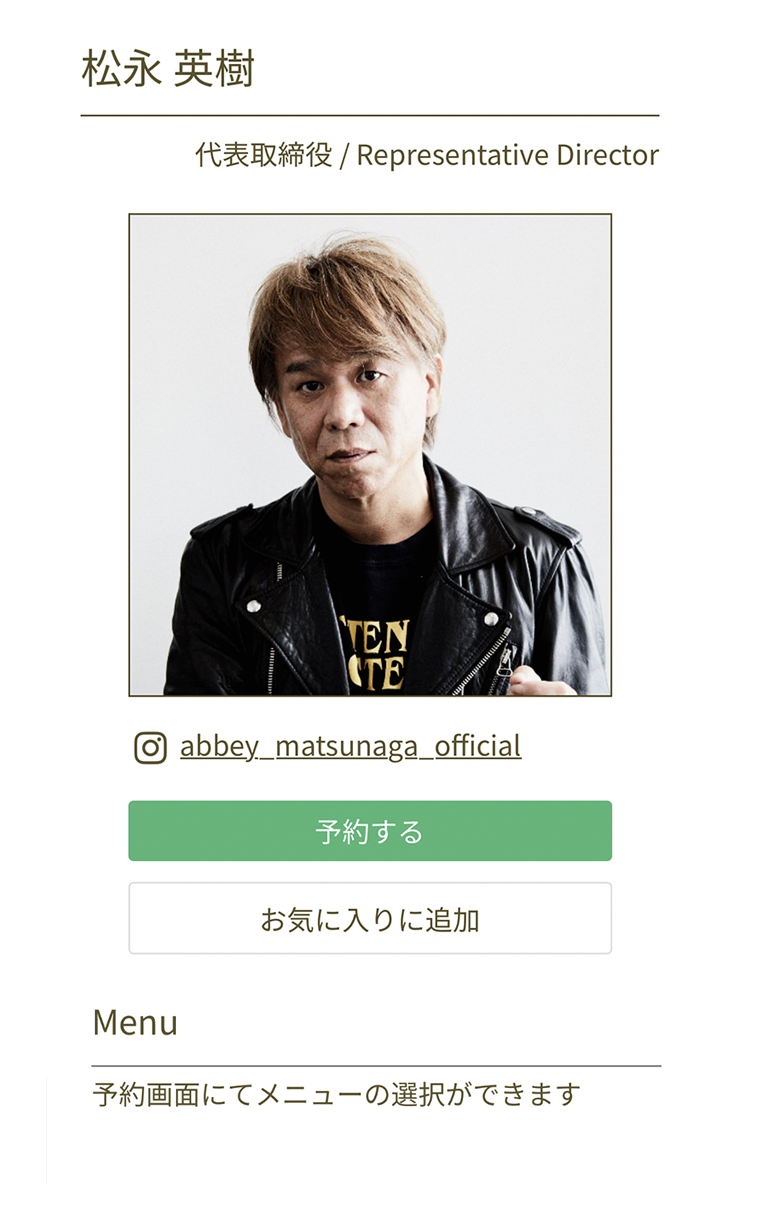 松永 英樹
代表取締役 / Representative Director
TEN
CTE
abbey_matsunaga_official
予約する
お気に入りに追加
Menu
予約画面にてメニューの選択ができます